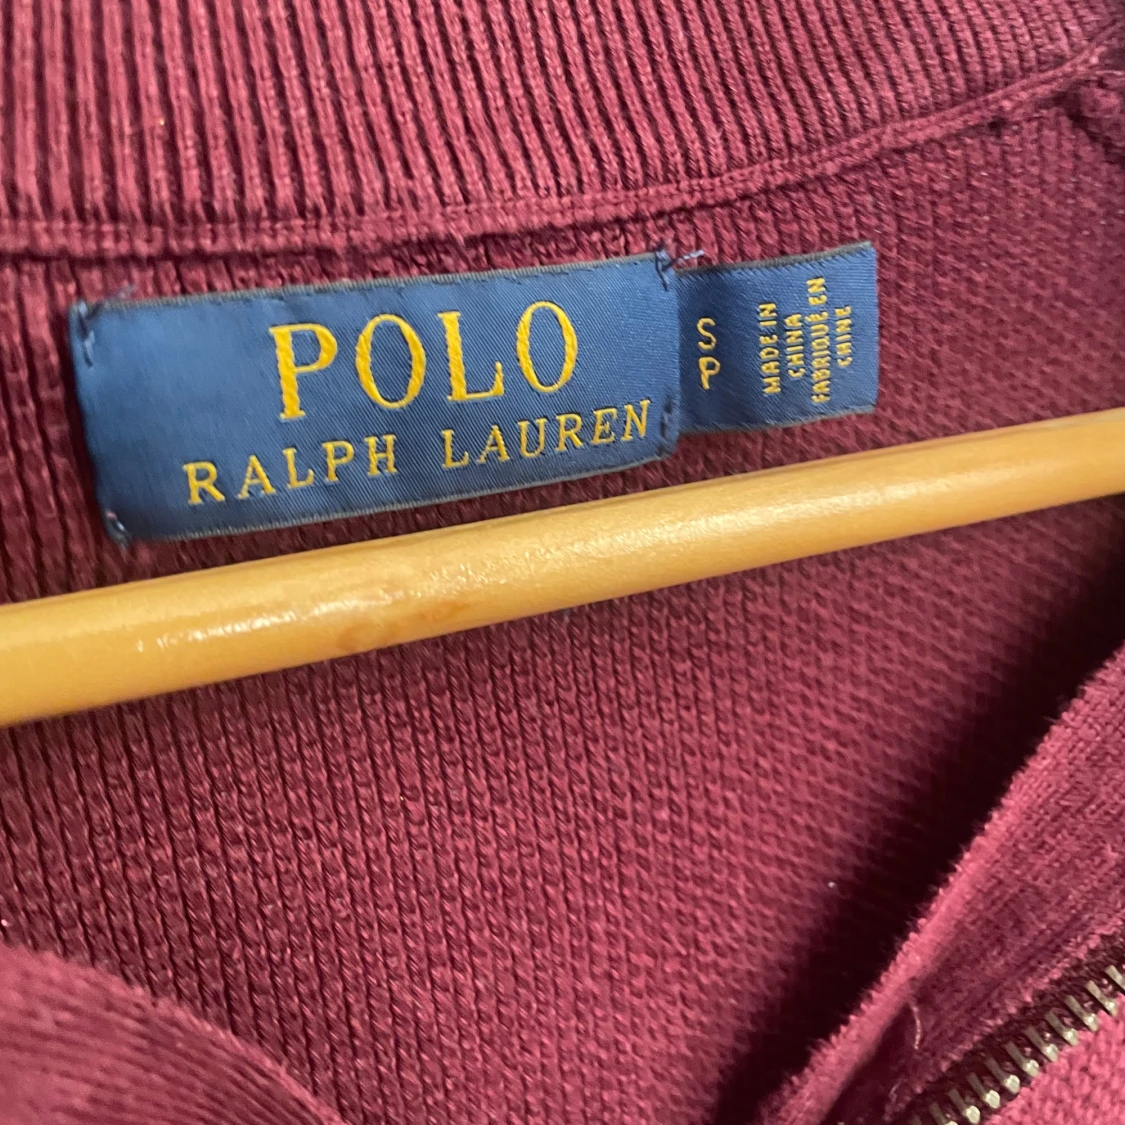 POLO
RALPH LAUREN
S
P
MADE IN
CHINA
FABRIQUÉ EN
CHINE